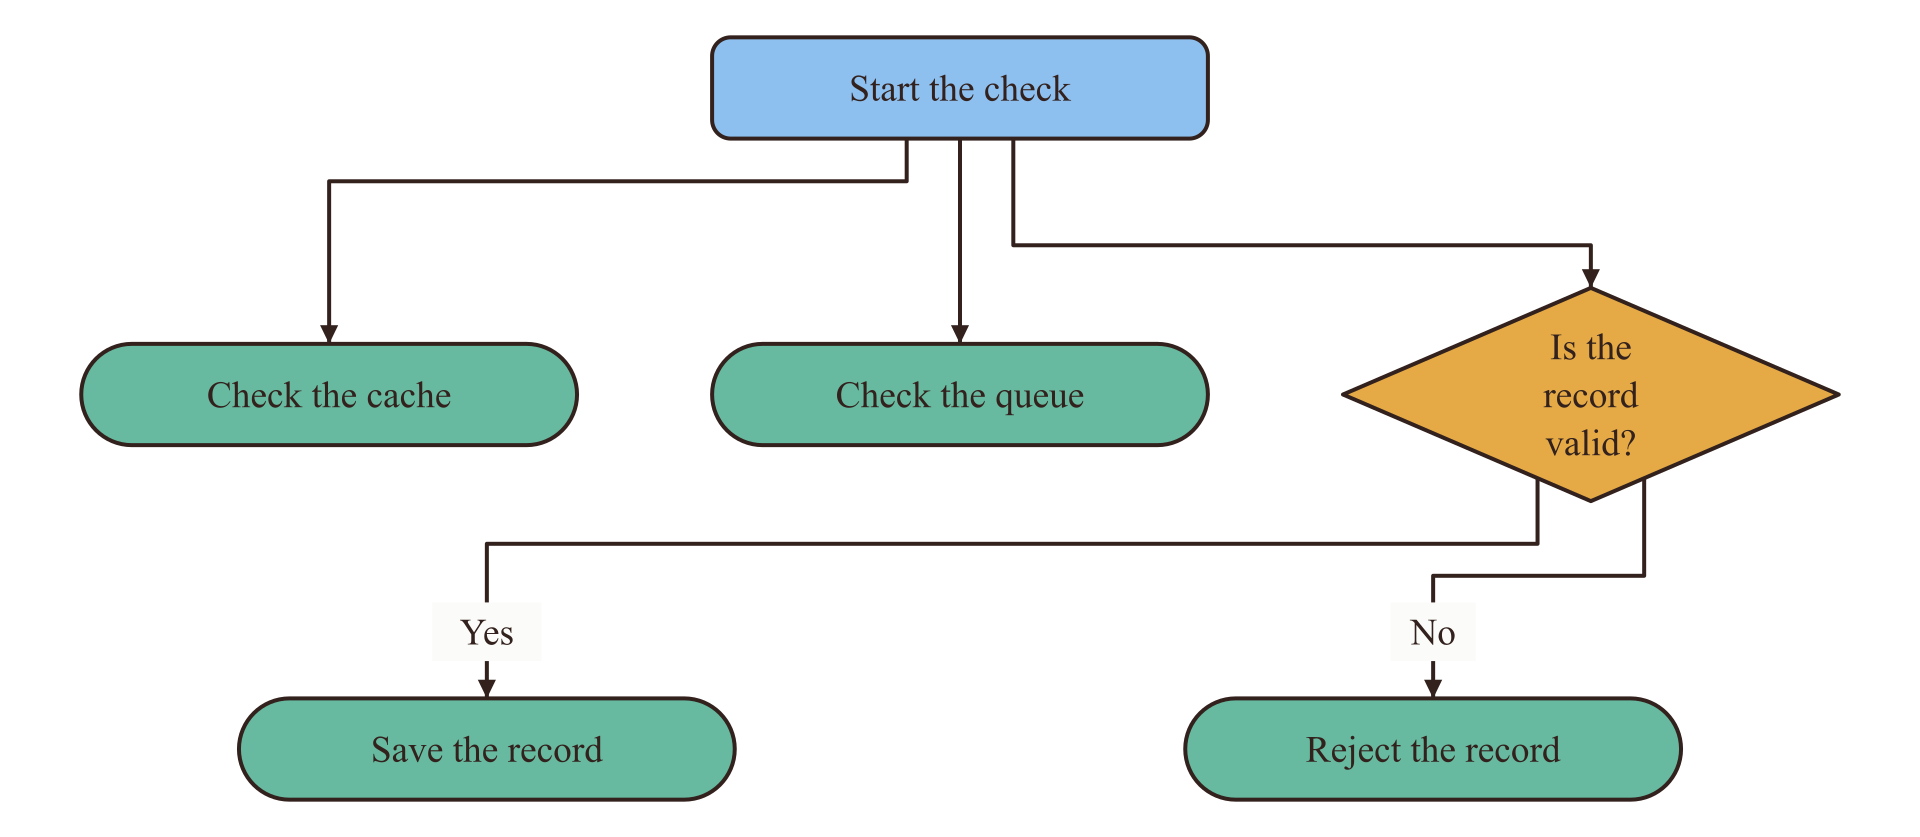 Start the check
Check the cache
Check the queue
Is the
record
valid?
Yes
No
Save the record
Reject the record